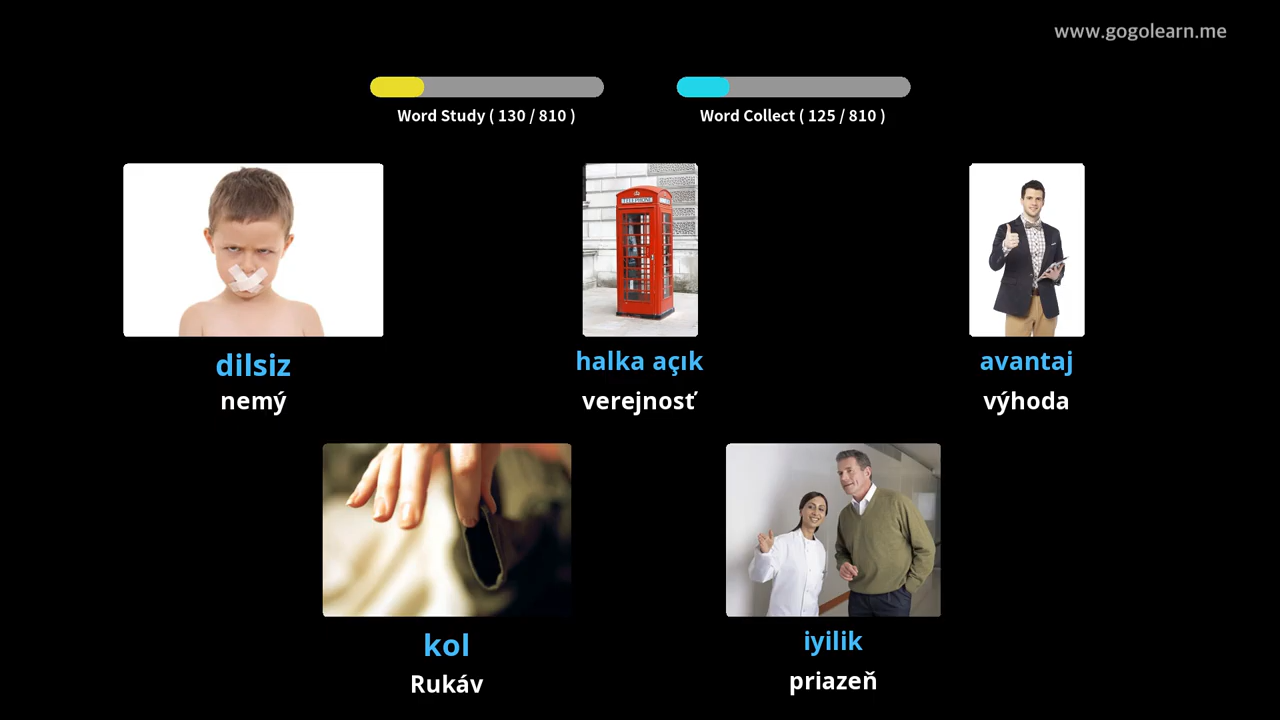 www.gogolearn.me
Word Study ( 130 / 810 )
Word Collect ( 125 / 810 )
TELEPHONE
dilsiz
nemý
halka açık
verejnosť
avantaj
výhoda
kol
Rukáv
iyilik
priazeň